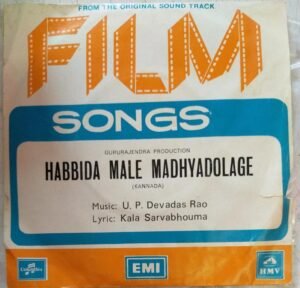 FROM THE ORIGINAL SOUND TRACK
FILM
SONGS
GURURAJENDRA PRODUCTION
HABBIDA MALE MADHYADOLAGE
(KANNADA)
Music: U. P. Devadas Rao
Lyric: Kala Sarvabhouma
Columbia
EMI
HMV